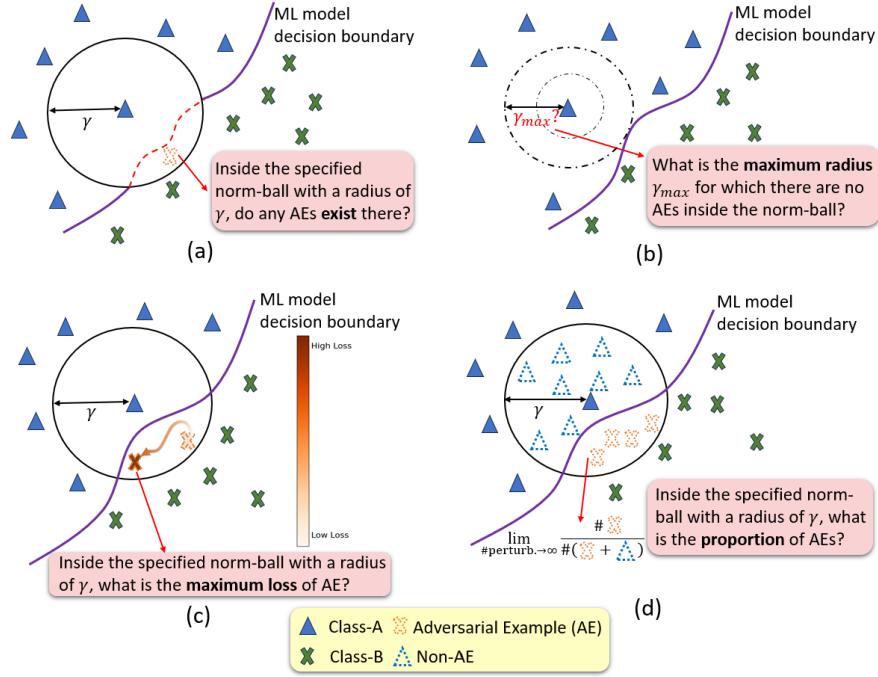 ML model
decision boundary
γ
Inside the specified
norm-ball with a radius of
γ, do any AEs exist there?
(a)
ML model
decision boundary
γmax?
What is the maximum radius
γmax for which there are no
AEs inside the norm-ball?
(b)
ML model
decision boundary
High Loss
γ
Low Loss
Inside the specified norm-ball with a radius
of γ, what is the maximum loss of AE?
(c)
ML model
decision boundary
γ
Inside the specified norm-
ball with a radius of γ, what
is the proportion of AEs?
lim
#perturb.→∞
#
#( + )
(d)
Class-A Adversarial Example (AE)
Class-B Non-AE